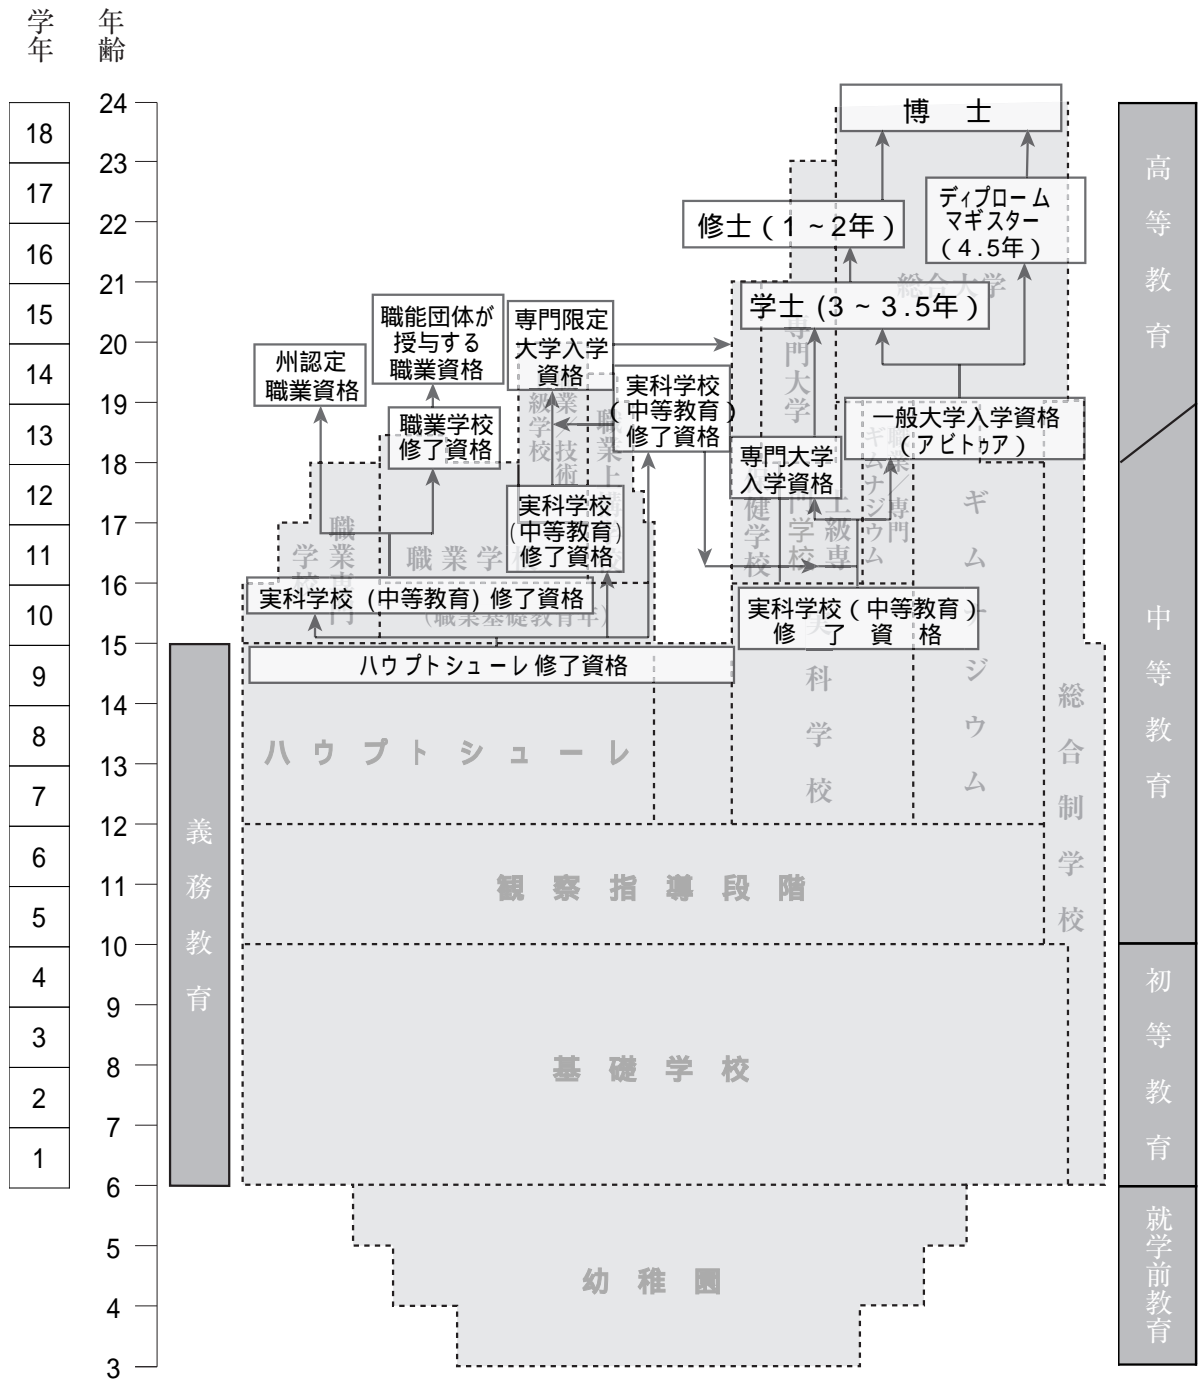 学年
年齢
24
23
22
21
20
19
18
17
16
15
14
13
12
11
10
9
8
7
6
5
4
3
18
17
16
15
14
13
12
11
10
9
8
7
6
5
4
3
2
1
義務教育
高等教育
中等教育
初等教育
就学前教育
博　士
ディプローム
マギスター
(4.5年)
修士(1~2年)
総合大学
学士(3~3.5年)
専門大学
専門限定
大学入学
資格
職能団体が
授与する
職業資格
州認定
職業資格
実科学校
(中等教育)
修了資格
一般大学入学資格
(アビトゥア)
職業学校
修了資格
専門大学
入学資格
実科学校
(中等教育)
修了資格
職業学
実科学校(中等教育)修了資格
(職業基礎教育年)
実科学校(中等教育)
修了資格
ハウプトシューレ修了資格
ハウプトシューレ
実科学校
ギムナジウム
総合制学校
観察指導段階
基礎学校
幼稚園